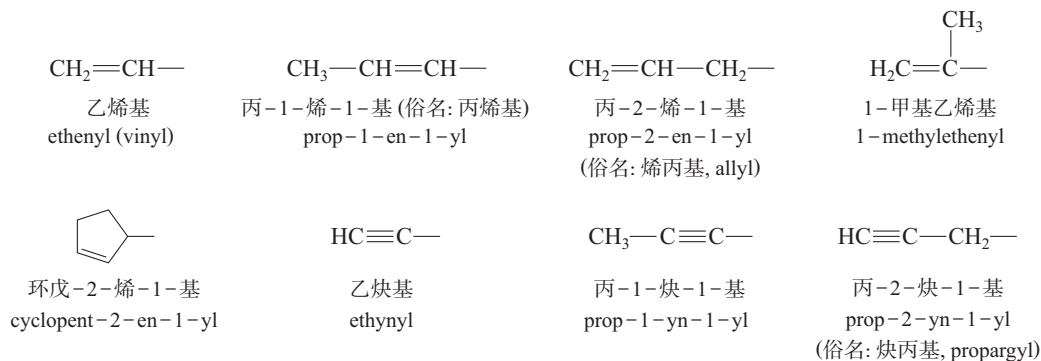 CH₃
CH₂═CH— CH₃—CH═CH— CH₂═CH—CH₂— H₂C═C—
乙烯基 丙-1-烯-1-基 (俗名: 丙烯基) 丙-2-烯-1-基 1-甲基乙烯基
ethenyl (vinyl) prop-1-en-1-yl prop-2-en-1-yl 1-methylethenyl
(俗名: 烯丙基, allyl)
HC≡C— CH₃—C≡C— HC≡C—CH₂—
环戊-2-烯-1-基 乙炔基 丙-1-炔-1-基 丙-2-炔-1-基
cyclopent-2-en-1-yl ethynyl prop-1-yn-1-yl prop-2-yn-1-yl
(俗名: 炔丙基, propargyl)